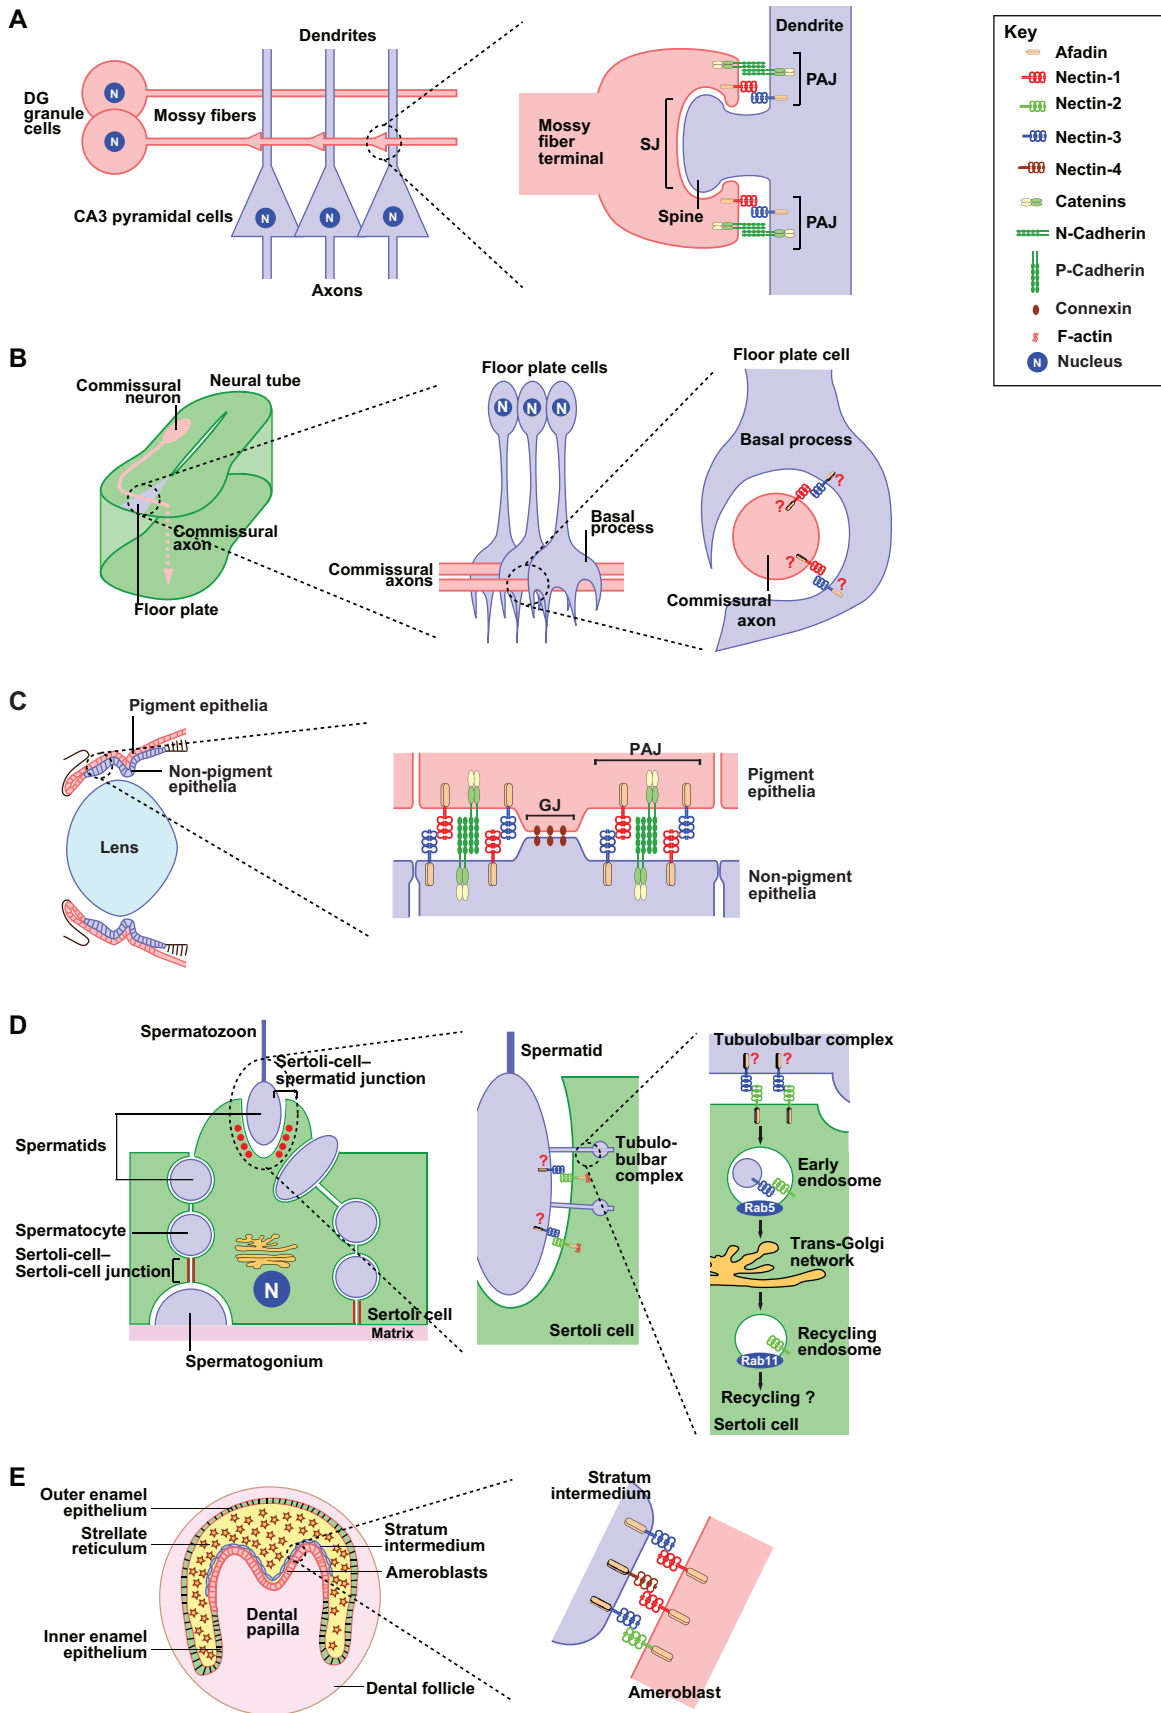 A
Dendrites
DG
granule
cells
N
N
Mossy fibers
CA3 pyramidal cells
N
N
N
Axons
Dendrite
PAJ
Mossy
fiber
terminal
SJ
Spine
PAJ
Key
Afadin
Nectin-1
Nectin-2
Nectin-3
Nectin-4
Catenins
N-Cadherin
P-Cadherin
Connexin
F-actin
N
Nucleus
B
Commissural
neuron
Neural tube
Commissural
axon
Floor plate
Floor plate cells
N
N
N
Basal
process
Commissural
axons
Floor plate cell
Basal process
?
?
?
?
Commissural
axon
C
Pigment epithelia
Non-pigment
epithelia
Lens
PAJ
GJ
Pigment
epithelia
Non-pigment
epithelia
D
Spermatozoon
Sertoli-cell–
spermatid junction
Spermatids
Spermatocyte
Sertoli-cell–
Sertoli-cell junction
N
Sertoli cell
Matrix
Spermatogonium
Spermatid
Tubulo-
bulbar
complex
?
?
Sertoli cell
Tubulobulbar complex
?
?
Early
endosome
Rab5
Trans-Golgi
network
Recycling
endosome
Rab11
Recycling ?
Sertoli cell
E
Outer enamel
epithelium
Strellate
reticulum
Stratum
intermedium
Ameroblasts
Dental
papilla
Inner enamel
epithelium
Dental follicle
Stratum
intermedium
Ameroblast